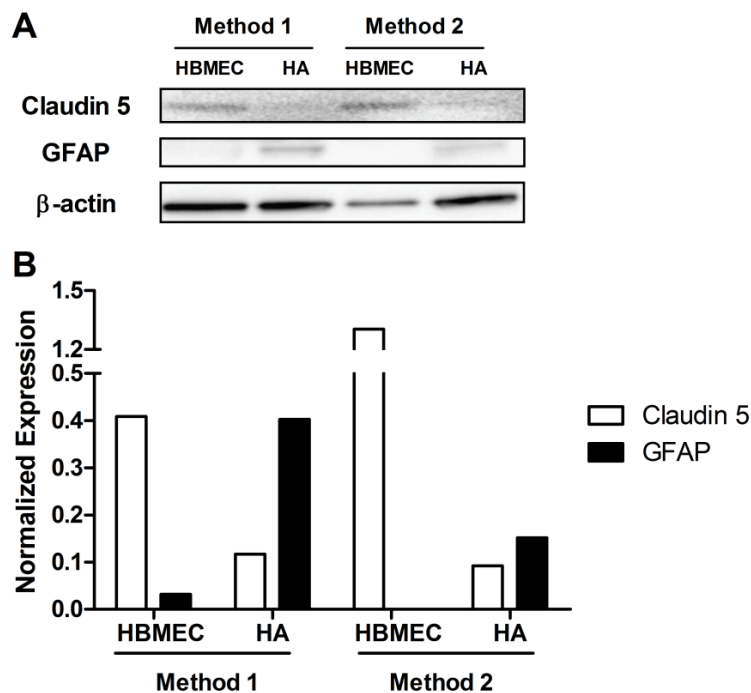 A
Method 1 Method 2
HBMEC HA HBMEC HA
Claudin 5
GFAP
β-actin
B
Normalized Expression
1.5
1.2
0.5
0.4
0.3
0.2
0.1
0.0
HBMEC HA HBMEC HA
Method 1 Method 2
Claudin 5
GFAP